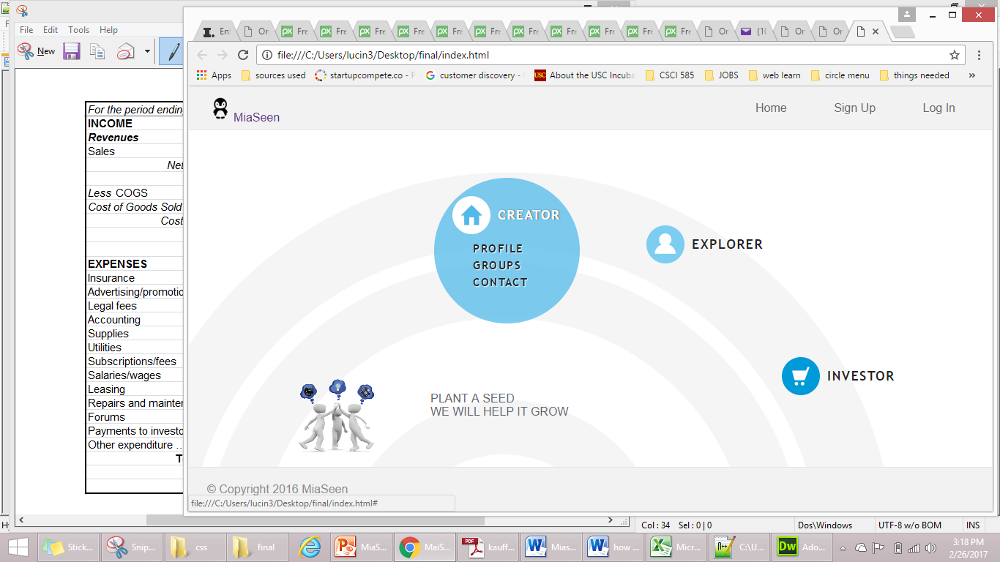 File Edit Tools Help
New
For the period ending
INCOME
Revenues
Sales
Net
Less COGS
Cost of Goods Sold
Cost
EXPENSES
Insurance
Advertising/promotio
Legal fees
Accounting
Supplies
Utilities
Subscriptions/fees
Salaries/wages
Leasing
Repairs and mainten
Forums
Payments to investo
Other expenditure ..
Ent Or Fre Fre Fre Fre Fre Fre Fre Fre Fre Fre Fre Or (10 Or Or
file:///C:/Users/lucin3/Desktop/final/index.html
Apps sources used startupcompete.co - customer discovery - USC About the USC Incuba CSCI 585 JOBS web learn circle menu things needed »
MiaSeen Home Sign Up Log In
CREATOR
PROFILE
GROUPS
CONTACT
EXPLORER
INVESTOR
PLANT A SEED
WE WILL HELP IT GROW
© Copyright 2016 MiaSeen
file:///C:/Users/lucin3/Desktop/final/index.html#
Col : 34 Sel : 0 | 0 Dos\Windows UTF-8 w/o BOM INS
Stick... Snip... css final MiaS... MaiS... kauff... Mias... how ... Micr... C:\U... Ado...
3:18 PM
2/26/2017